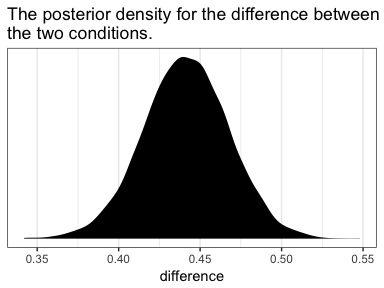 The posterior density for the difference between
the two conditions.
0.35 0.40 0.45 0.50 0.55
difference